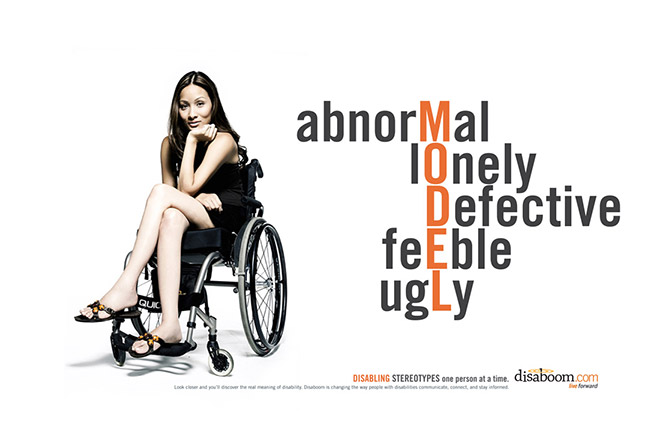 abnorMal
lOnely
Defective
feEble
ugLy
QUIC
DISABLING STEREOTYPES one person at a time.
disaboom.com
live forward
Look closer and you'll discover the real meaning of disability. Disaboom is changing the way people with disabilities communicate, connect, and stay informed.